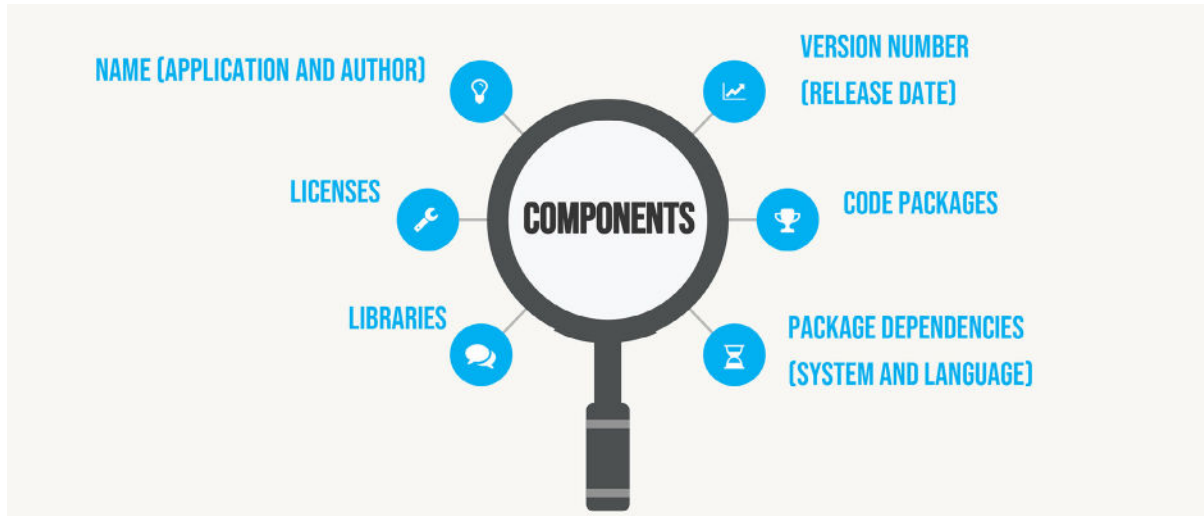 NAME (APPLICATION AND AUTHOR)
VERSION NUMBER
(RELEASE DATE)
LICENSES
COMPONENTS
CODE PACKAGES
LIBRARIES
PACKAGE DEPENDENCIES
(SYSTEM AND LANGUAGE)